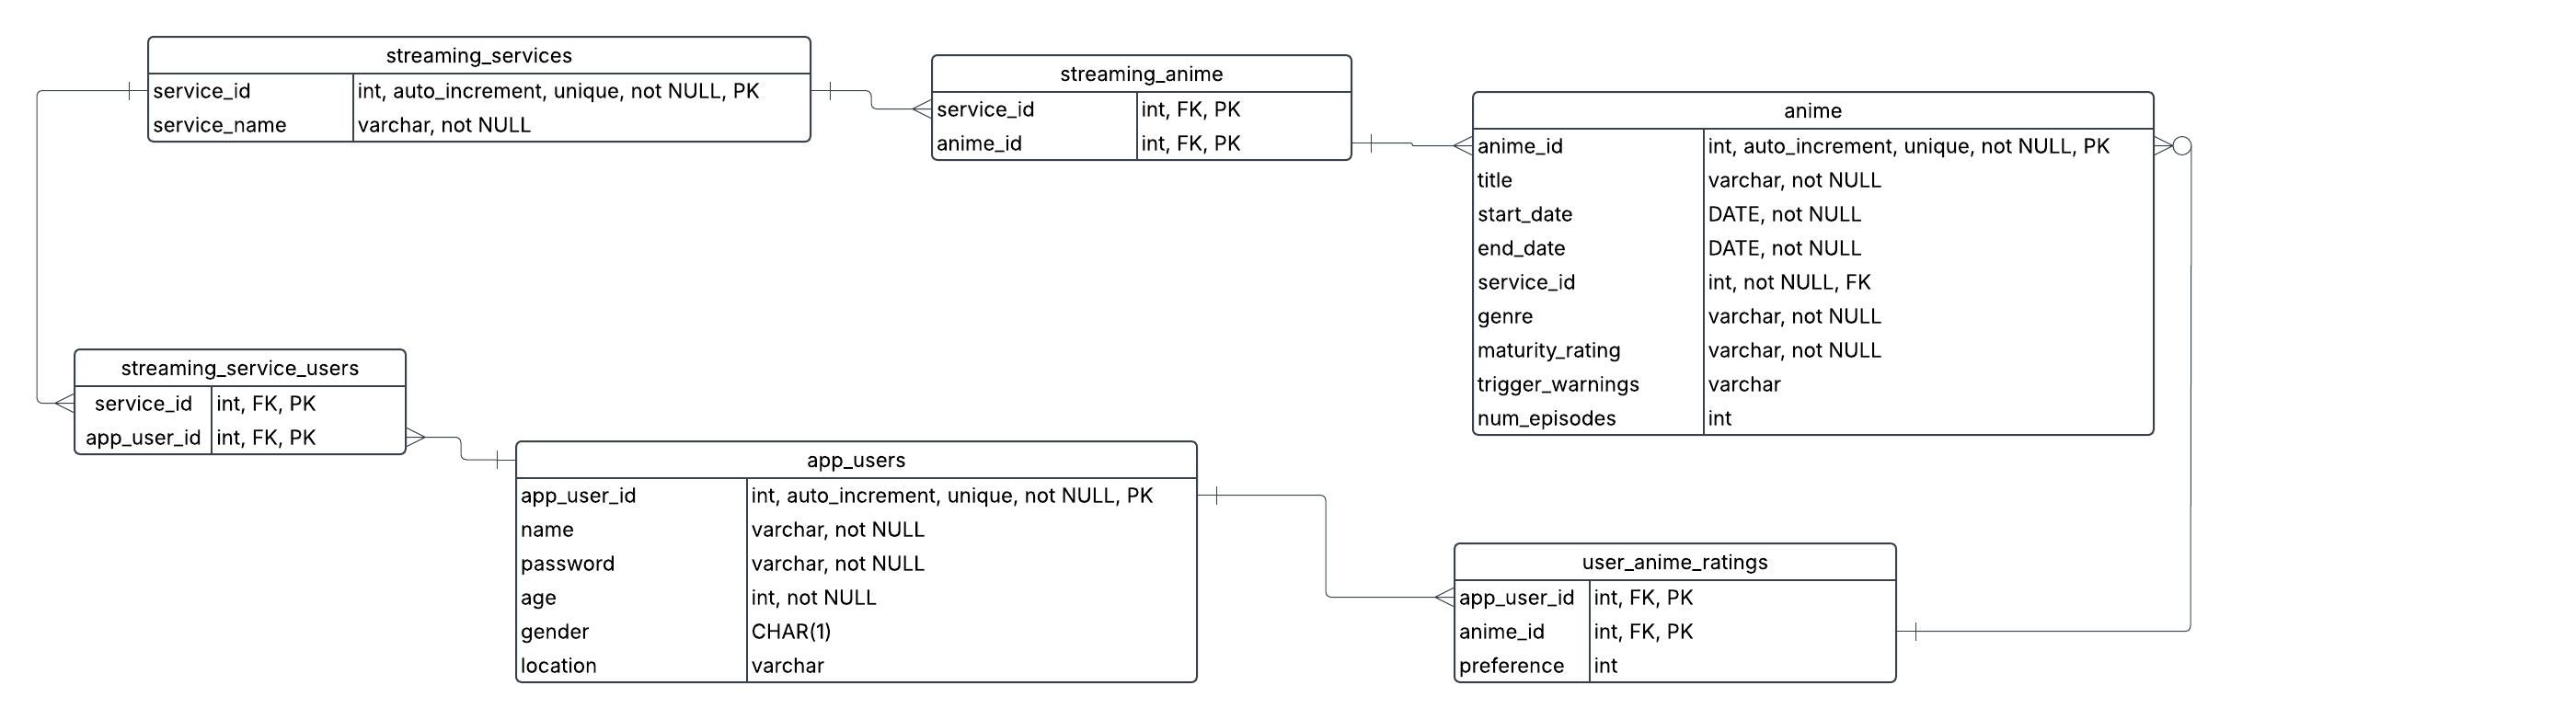 streaming_services
service_id int, auto_increment, unique, not NULL, PK
service_name varchar, not NULL
streaming_anime
service_id int, FK, PK
anime_id int, FK, PK
anime
anime_id int, auto_increment, unique, not NULL, PK
title varchar, not NULL
start_date DATE, not NULL
end_date DATE, not NULL
service_id int, not NULL, FK
genre varchar, not NULL
maturity_rating varchar, not NULL
trigger_warnings varchar
num_episodes int
streaming_service_users
service_id int, FK, PK
app_user_id int, FK, PK
app_users
app_user_id int, auto_increment, unique, not NULL, PK
name varchar, not NULL
password varchar, not NULL
age int, not NULL
gender CHAR(1)
location varchar
user_anime_ratings
app_user_id int, FK, PK
anime_id int, FK, PK
preference int